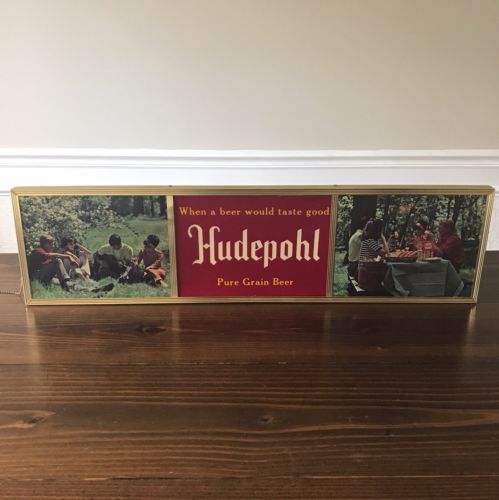 When a beer would taste good
Hudepohl
Pure Grain Beer